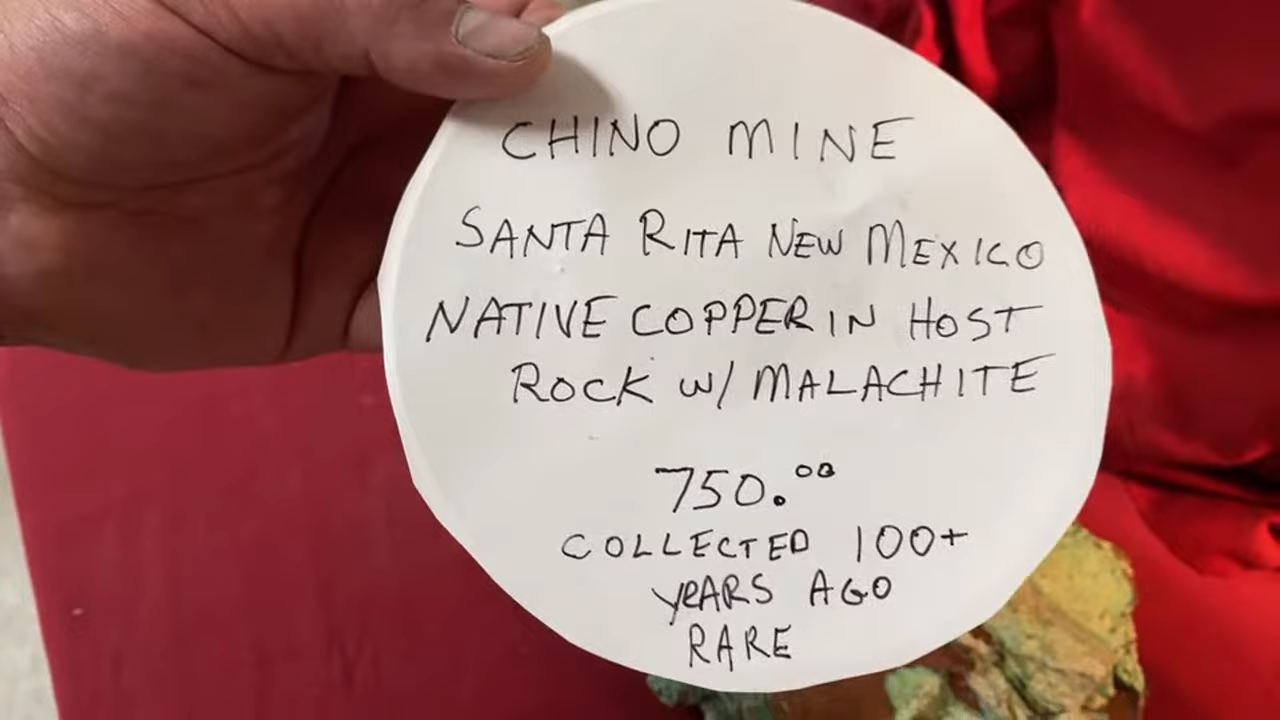 CHINO MINE
SANTA RITA NEW MEXICO
NATIVE COPPER IN HOST
ROCK W/ MALACHITE
750.00
COLLECTED 100+
YEARS AGO
RARE